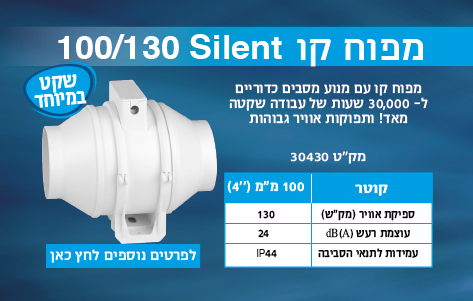 מפוח קו 100/130 Silent
שקט
במיוחד
מפוח קו עם מנוע מסבים כדוריים
ל- 30,000 שעות של עבודה שקטה
מאד! ותפוקות אוויר גבוהות
מק"ט 30430
קוטר 100 מ"מ (4'')
ספיקת אוויר (מק"ש) 130
עוצמת רעש dB(A) 24
עמידות לתנאי הסביבה IP44
לפרטים נוספים לחץ כאן